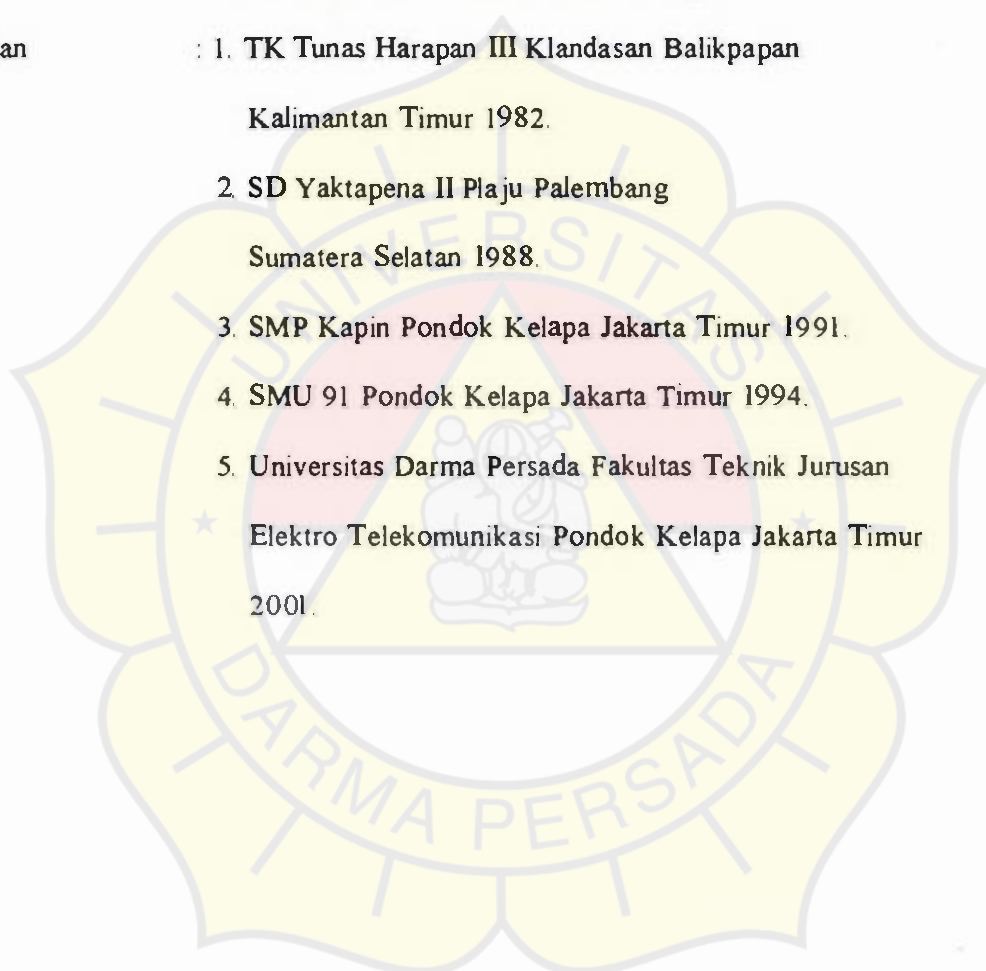 an : 1. TK Tunas Harapan III Klandasan Balikpapan
Kalimantan Timur 1982.
2. SD Yaktapena II Plaju Palembang
Sumatera Selatan 1988.
3. SMP Kapin Pondok Kelapa Jakarta Timur 1991.
4. SMU 91 Pondok Kelapa Jakarta Timur 1994.
5. Universitas Darma Persada Fakultas Teknik Jurusan
Elektro Telekomunikasi Pondok Kelapa Jakarta Timur
2001.
UNIVERSITAS
DARMA PERSADA